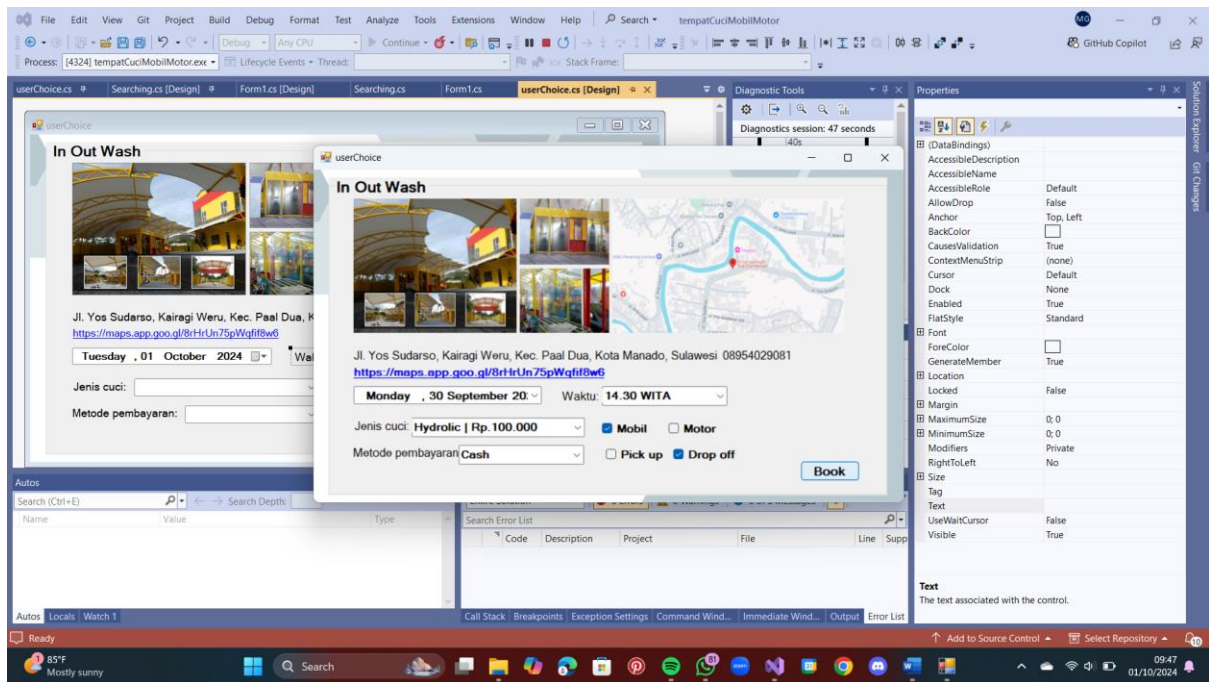 File Edit View Git Project Build Debug Format Test Analyze Tools Extensions Window Help Search tempatCuciMobilMotor MG
Debug Any CPU Continue GitHub Copilot
Process: [4324] tempatCuciMobilMotor.exe Lifecycle Events Thread: Stack Frame:
userChoice.cs Searching.cs [Design] Form1.cs [Design] Searching.cs Form1.cs userChoice.cs [Design]
userChoice
In Out Wash
Jl. Yos Sudarso, Kairagi Weru, Kec. Paal Dua, K
https://maps.app.goo.gl/8rHrUn75pWqfif8w6
Tuesday , 01 October 2024 Wal
Jenis cuci:
Metode pembayaran:
userChoice
In Out Wash
Jl. Yos Sudarso, Kairagi Weru, Kec. Paal Dua, Kota Manado, Sulawesi 08954029081
https://maps.app.goo.gl/8rHrUn75pWqfif8w6
Monday , 30 September 20: Waktu: 14.30 WITA
Jenis cuci: Hydrolic | Rp.100.000 Mobil Motor
Metode pembayaran Cash Pick up Drop off
Book
Diagnostic Tools
Diagnostics session: 47 seconds
40s
Properties
(DataBindings)
AccessibleDescription
AccessibleName
AccessibleRole Default
AllowDrop False
Anchor Top, Left
BackColor
CausesValidation True
ContextMenuStrip (none)
Cursor Default
Dock None
Enabled True
FlatStyle Standard
Font
ForeColor
GenerateMember True
Location
Locked False
Margin
MaximumSize 0; 0
MinimumSize 0; 0
Modifiers Private
RightToLeft No
Size
Tag
Text
UseWaitCursor False
Visible True
Text
The text associated with the control.
Solution Explorer
Git Changes
Autos
Search (Ctrl+E) Search Depth:
Name Value Type
Autos Locals Watch 1
Search Error List
Code Description Project File Line Supp
Call Stack Breakpoints Exception Settings Command Wind... Immediate Wind... Output Error List
Ready Add to Source Control Select Repository 10
1 85°F
Mostly sunny
Search
81
zoom
09:47
01/10/2024